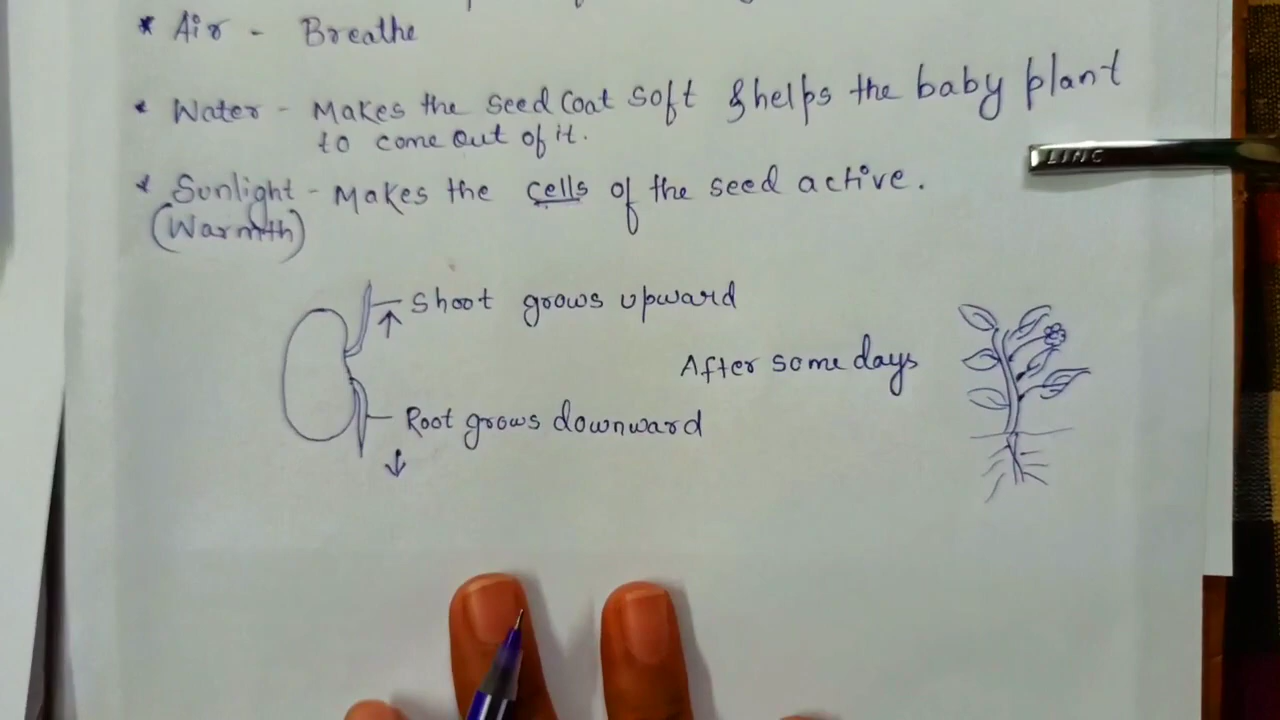 * Air - Breathe
* Water - Makes the seed coat soft & helps the baby plant
to come out of it.
* Sunlight - Makes the cells of the seed active.
(Warmth)
Shoot grows upward
After some days
Root grows downward
LINC